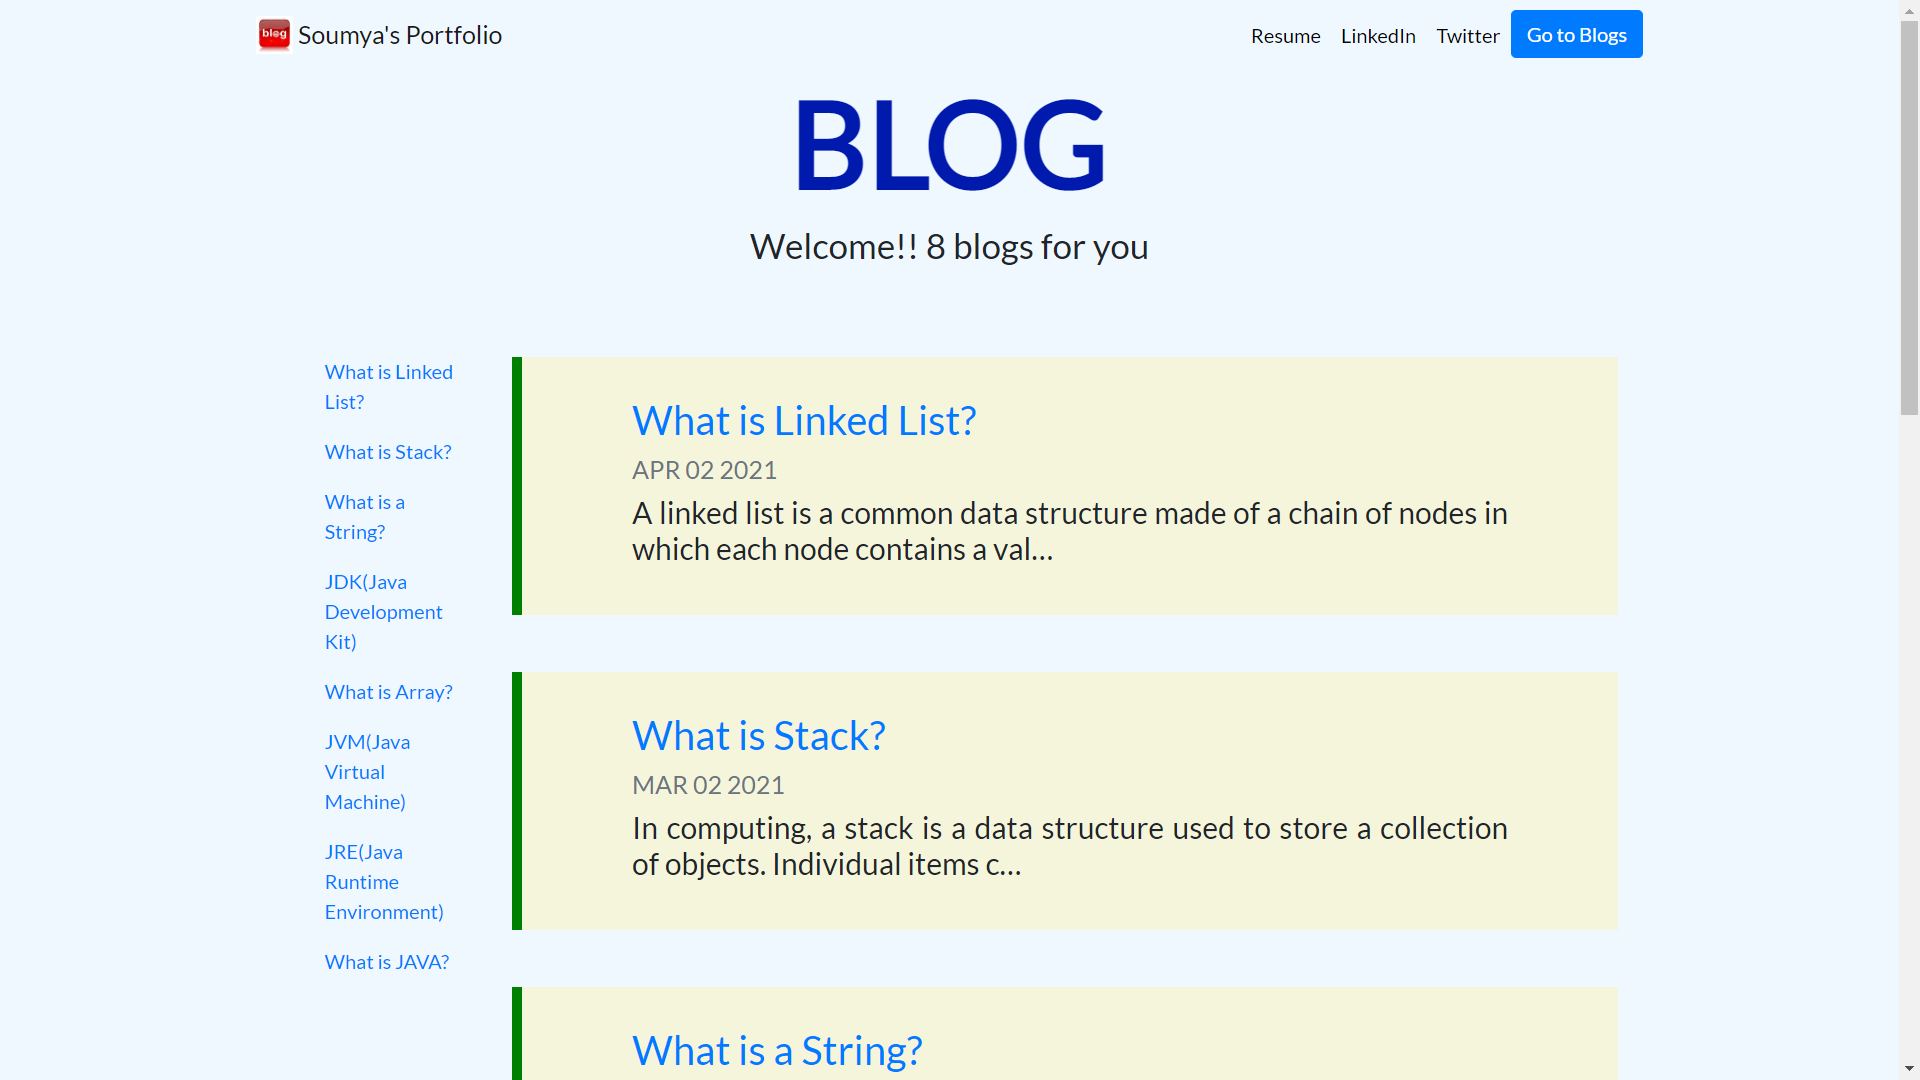 blog Soumya's Portfolio
Resume LinkedIn Twitter Go to Blogs
BLOG
Welcome!! 8 blogs for you
What is Linked
List?
What is Stack?
What is a
String?
JDK(Java
Development
Kit)
What is Array?
JVM(Java
Virtual
Machine)
JRE(Java
Runtime
Environment)
What is JAVA?
What is Linked List?
APR 02 2021
A linked list is a common data structure made of a chain of nodes in
which each node contains a val...
What is Stack?
MAR 02 2021
In computing, a stack is a data structure used to store a collection
of objects. Individual items c...
What is a String?